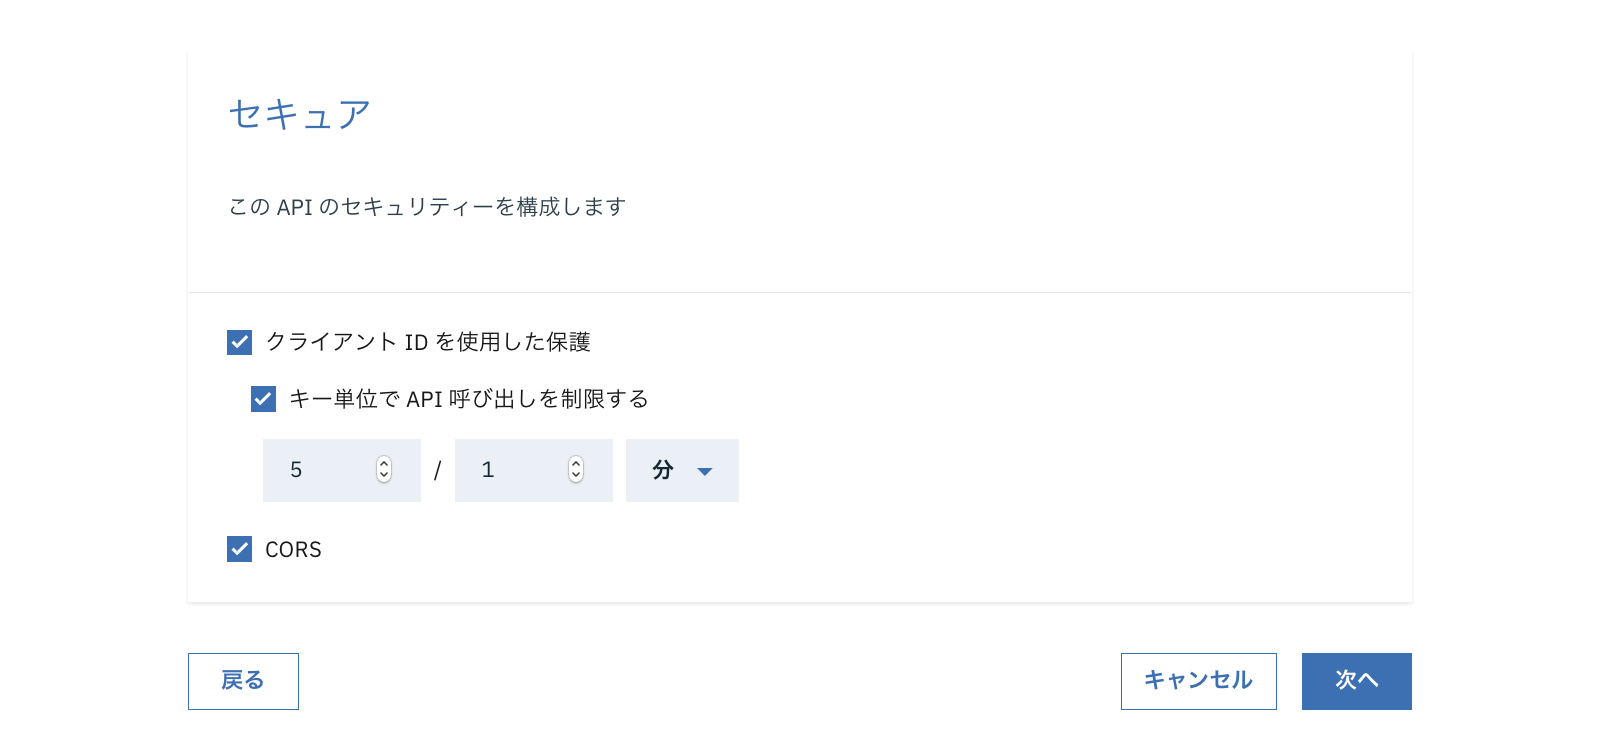 セキュア
この API のセキュリティーを構成します
クライアント ID を使用した保護
キー単位で API 呼び出しを制限する
5 / 1 分
CORS
戻る キャンセル 次へ